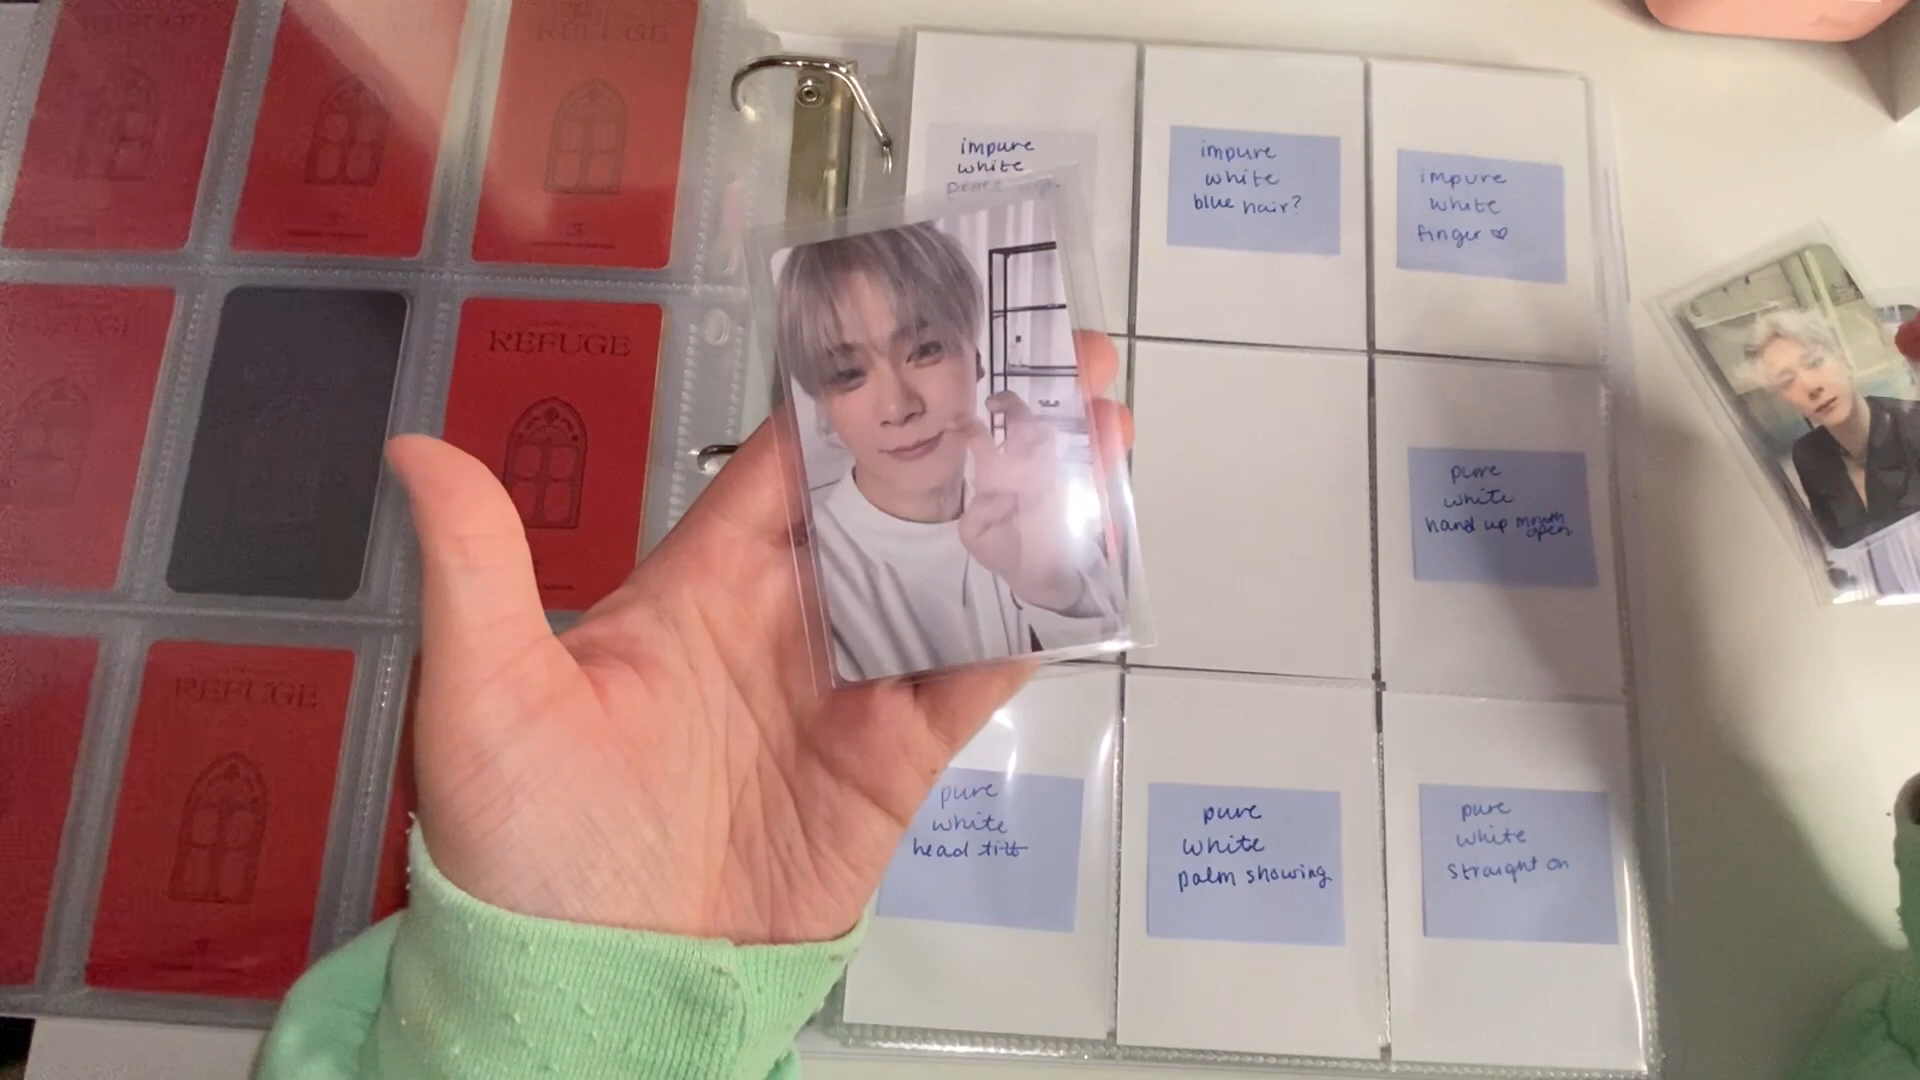 REFUGE
REFUGE
REFUGE
impure
white
impure
white
blue hair?
impure
white
finger ♡
pure
white
hand up mouth
open
pure
white
head tilt
pure
white
palm showing
pure
white
straight on